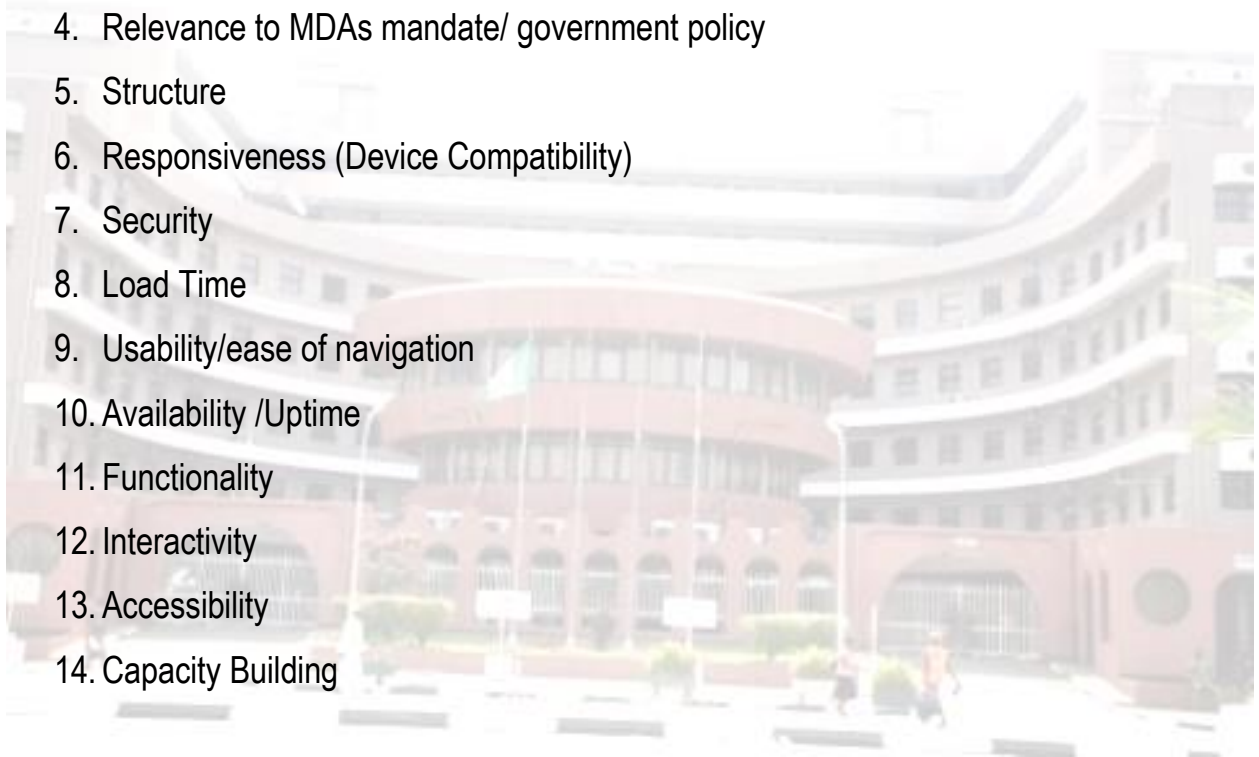 4. Relevance to MDAs mandate/ government policy
5. Structure
6. Responsiveness (Device Compatibility)
7. Security
8. Load Time
9. Usability/ease of navigation
10. Availability /Uptime
11. Functionality
12. Interactivity
13. Accessibility
14. Capacity Building